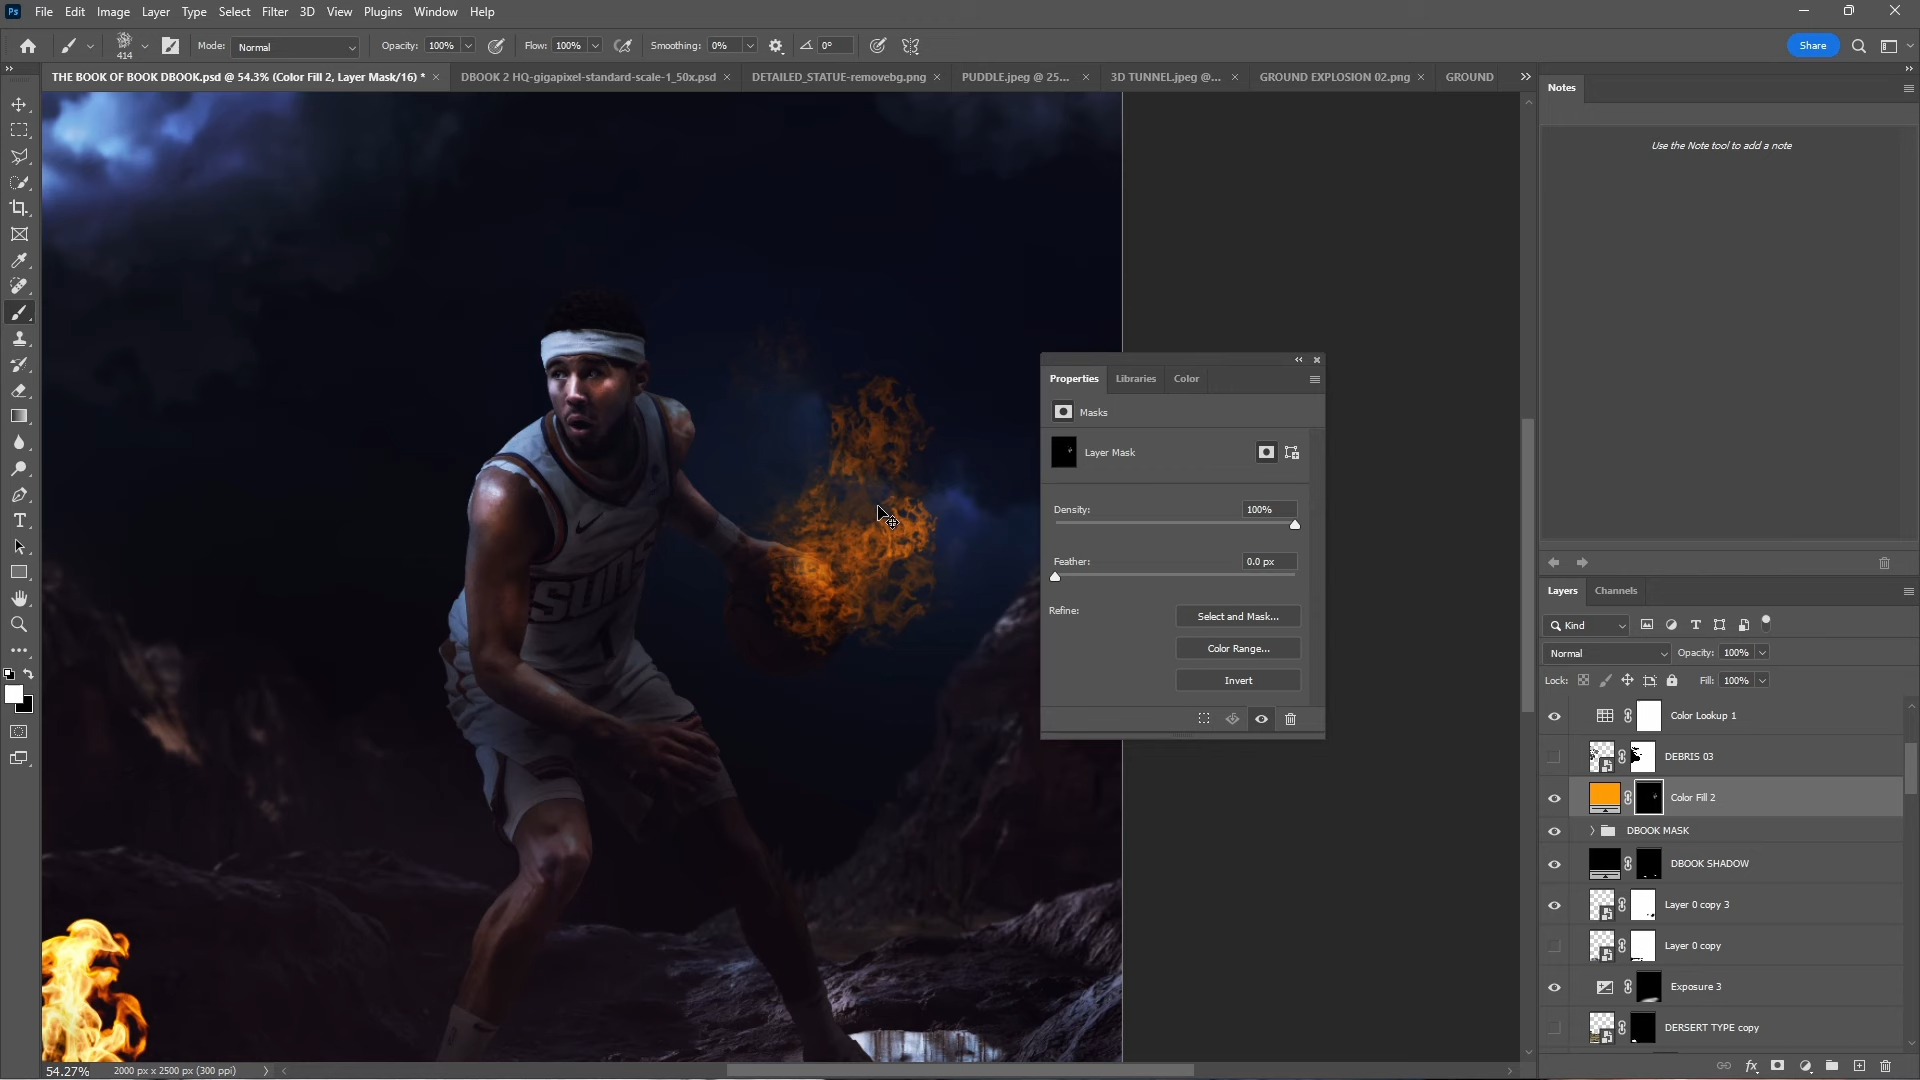 Ps File Edit Image Layer Type Select Filter 3D View Plugins Window Help
414 Mode: Normal Opacity: 100% Flow: 100% Smoothing: 0% 0° Share
THE BOOK OF BOOK DBOOK.psd @ 54.3% (Color Fill 2, Layer Mask/16) * × DBOOK 2 HQ-gigapixel-standard-scale-1_50x.psd × DETAILED_STATUE-removebg.png × PUDDLE.jpeg @ 25... × 3D TUNNEL.jpeg @... × GROUND EXPLOSION 02.png × GROUND
Notes
Use the Note tool to add a note
SUNS
Properties Libraries Color
Masks
Layer Mask
Density: 100%
Feather: 0.0 px
Refine: Select and Mask...
Color Range...
Invert
Layers Channels
Kind
Normal Opacity: 100%
Lock: Fill: 100%
Color Lookup 1
DEBRIS 03
Color Fill 2
DBOOK MASK
DBOOK SHADOW
Layer 0 copy 3
Layer 0 copy
Exposure 3
DERSERT TYPE copy
54.27% 2000 px x 2500 px (300 ppi)